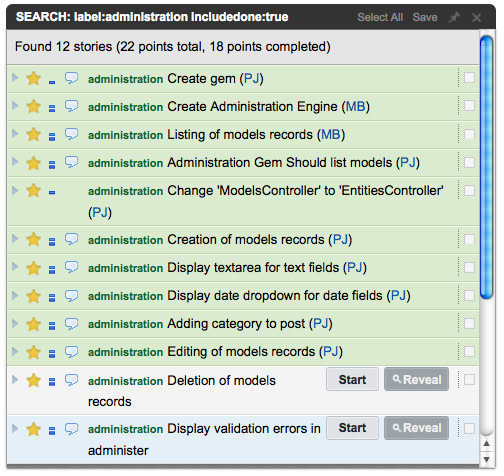 SEARCH: label:administration includedone:true Select All Save
Found 12 stories (22 points total, 18 points completed)
administration Create gem (PJ)
administration Create Administration Engine (MB)
administration Listing of models records (MB)
administration Administration Gem Should list models (PJ)
administration Change 'ModelsController' to 'EntitiesController'
(PJ)
administration Creation of models records (PJ)
administration Display textarea for text fields (PJ)
administration Display date dropdown for date fields (PJ)
administration Adding category to post (PJ)
administration Editing of models records (PJ)
administration Deletion of models Start Reveal
records
administration Display validation errors in Start Reveal
administer